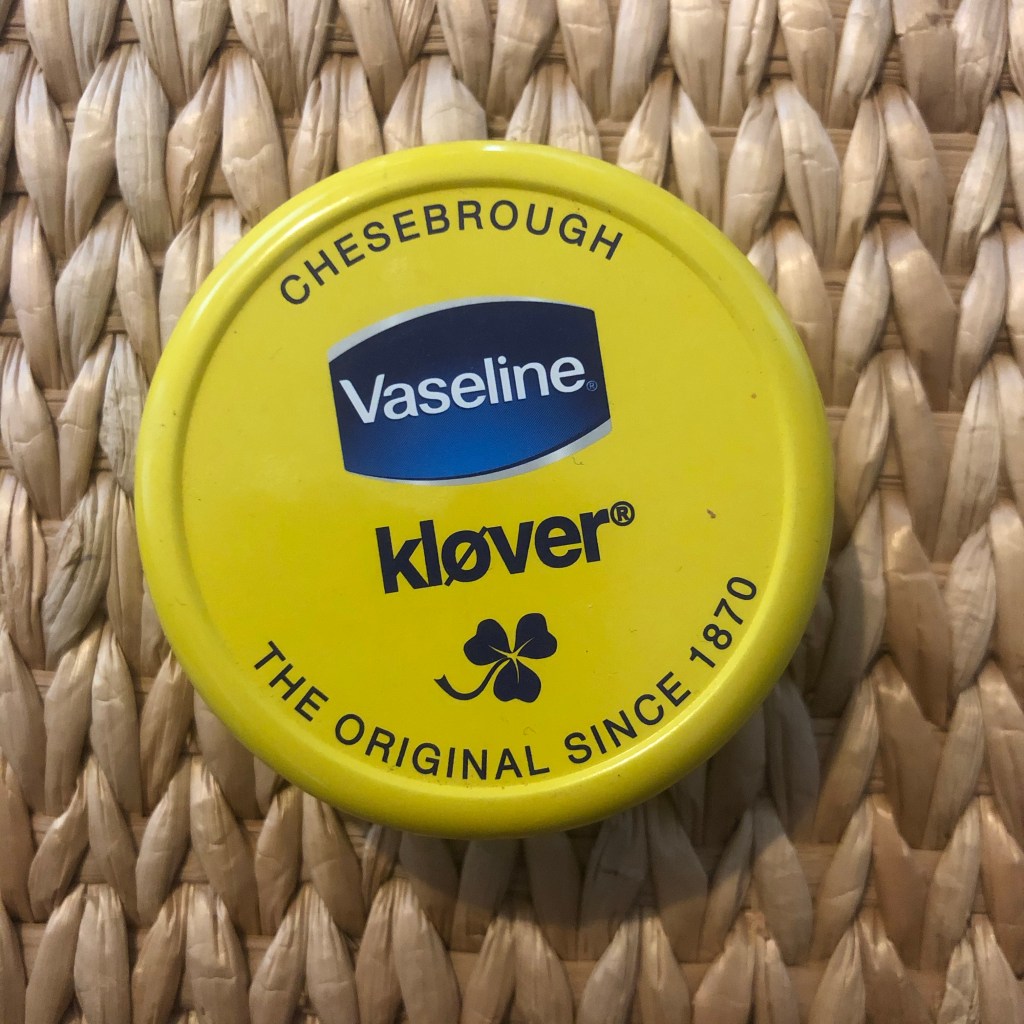 CHESEBROUGH
Vaseline®
kløver®
THE ORIGINAL SINCE 1870